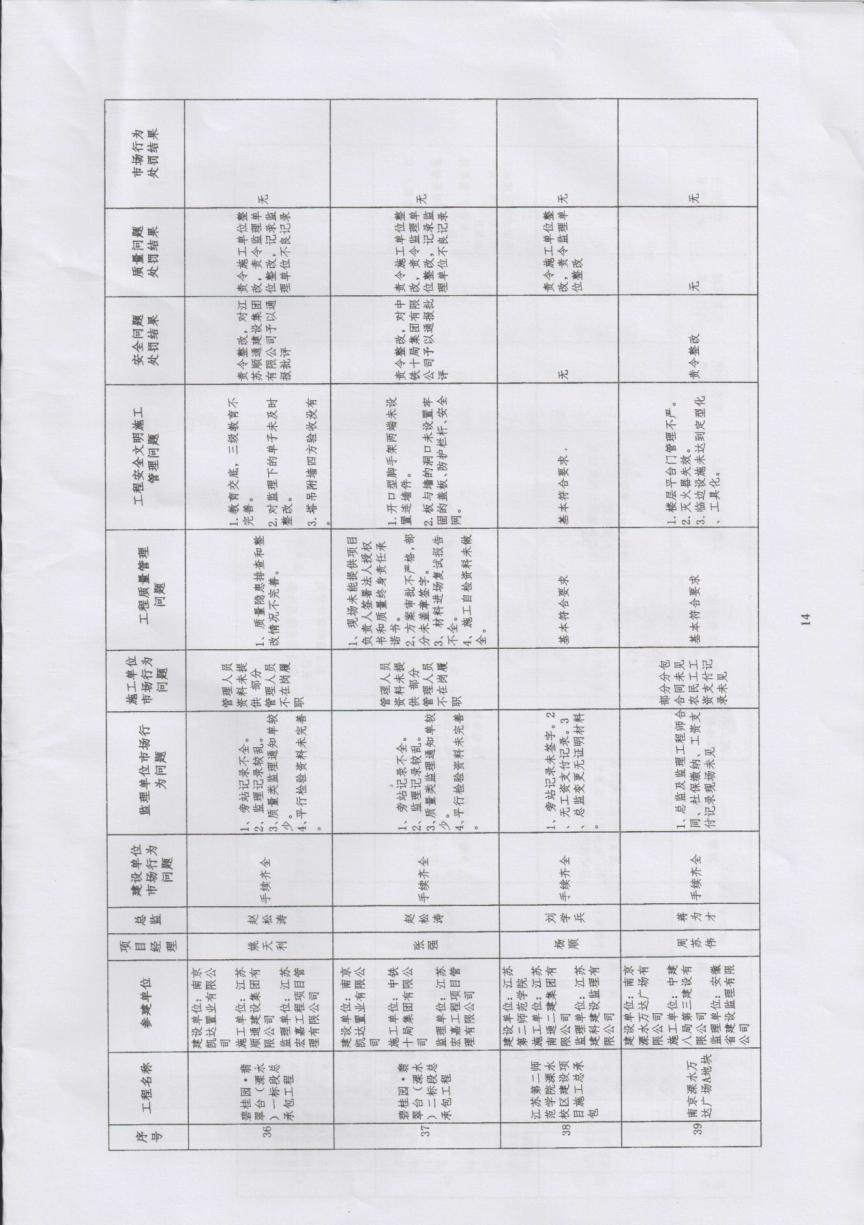 序
号
工程名称
参建单位
项目
经理
总
监
建设单位
市场行为
问题
监理单位市场行
为问题
施工单位
市场行为
问题
工程质量管理
问题
工程安全文明施工
管理问题
安全问题
处罚结果
质量问题
处罚结果
市场行为
处罚结果
36
碧桂园·翡
翠台（溧水
）一标段总
承包工程
建设单位：南京
凯达置业有限公
司
施工单位：江苏
顺通建设集团有
限公司
监理单位：江苏
宏嘉工程项目管
理有限公司
姚
天
利
赵
松
涛
手续齐全
1、旁站记录不全。
2、监理记录较乱。
3、质量类监理通知单较
少。
4、平行检验资料未完善
。
管理人员
资料未提
供 部分
管理人员
不在岗履
职
1、质量隐患排查和整
改情况不完善。
1.教育交底，三级教育不
完善。
2.对监理下的单子未及时
整改。
3.塔吊附墙四方验收没有
责令整改，对江
苏顺通建设集团
有限公司予以通
报批评
责令施工单位整
改，责令监理单
位整改，记录监
理单位不良记录
无
37
碧桂园·翡
翠台（溧水
）二标段总
承包工程
建设单位：南京
凯达置业有限公
司
施工单位：中铁
十局集团有限公
司
监理单位：江苏
宏嘉工程项目管
理有限公司
张
强
赵
松
涛
手续齐全
1、旁站记录不全。
2、监理记录较乱。
3、质量类监理通知单较
少。
4、平行检验资料未完善
。
管理人员
资料未提
供 部分
管理人员
不在岗履
职
1、现场未能提供项目
负责人签署法人授权
书和质量终身责任承
诺书。
2、方案审批不严格,部
分未盖章签字。
3、材料进场复试报告
不全。
4、施工自检资料未做
全。
1.开口型脚手架两端未设
置连墙件。
2.板与墙的洞口未设置牢
固的盖板、防护栏杆、安全
网。
责令整改，对中
铁十局集团有限
公司予以通报批
评
责令施工单位整
改，责令监理单
位整改，记录监
理单位不良记录
无
38
江苏第二师
范学院溧水
校区建设项
目施工总承
包
建设单位：江苏
第二师范学院
施工单位：江苏
南通二建集团有
限公司
监理单位：江苏
建科建设监理有
限公司
杨
顺
刘
学
兵
手续齐全
1、旁站记录未签字。2
、无工资支付记录。3
、总监变更无证明材料
。
基本符合要求
基本符合要求.
无
责令施工单位整
改，责令监理单
位整改
无
39
南京溧水万
达广场A地块
建设单位：南京
溧水万达广场有
限公司
施工单位：中建
八局第三建设有
限公司
监理单位：安徽
省建设监理有限
公司
周
苏
伟
蒋
为
才
手续齐全
1、总监及监理工程师合
同、社保缴纳、工资支
付记录现场未见
部分分包
合同未见
农民工工
资支付记
录未见
基本符合要求
1.楼层平台门管理不严。
2.灭火器失效。
3.临边设施未达到定型化
、工具化。
责令整改
无
无
14